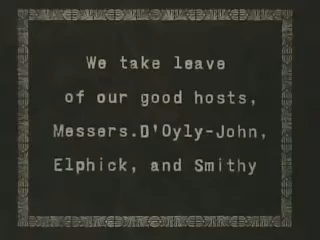 We take leave
of our good hosts,
Messers.D'Oyly-John,
Elphick, and Smithy